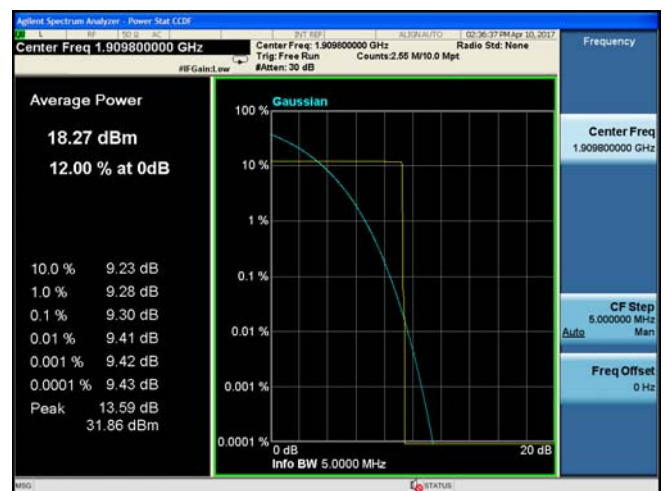 Agilent Spectrum Analyzer - Power Stat CCDF
L RF 50 Ω AC INT REF ALIGNAUTO 02:36:37 PM Apr 10, 2017
Center Freq 1.909800000 GHz
Center Freq: 1.909800000 GHz Radio Std: None
Trig: Free Run Counts:2.55 M/10.0 Mpt
#IFGain:Low #Atten: 30 dB
Frequency
Average Power
18.27 dBm
12.00 % at 0dB
10.0 % 9.23 dB
1.0 % 9.28 dB
0.1 % 9.30 dB
0.01 % 9.41 dB
0.001 % 9.42 dB
0.0001 % 9.43 dB
Peak 13.59 dB
31.86 dBm
Gaussian
100 %
10 %
1 %
0.1 %
0.01 %
0.001 %
0.0001 %
0 dB 20 dB
Info BW 5.0000 MHz
Center Freq
1.909800000 GHz
CF Step
5.000000 MHz
Auto Man
Freq Offset
0 Hz
MSG STATUS